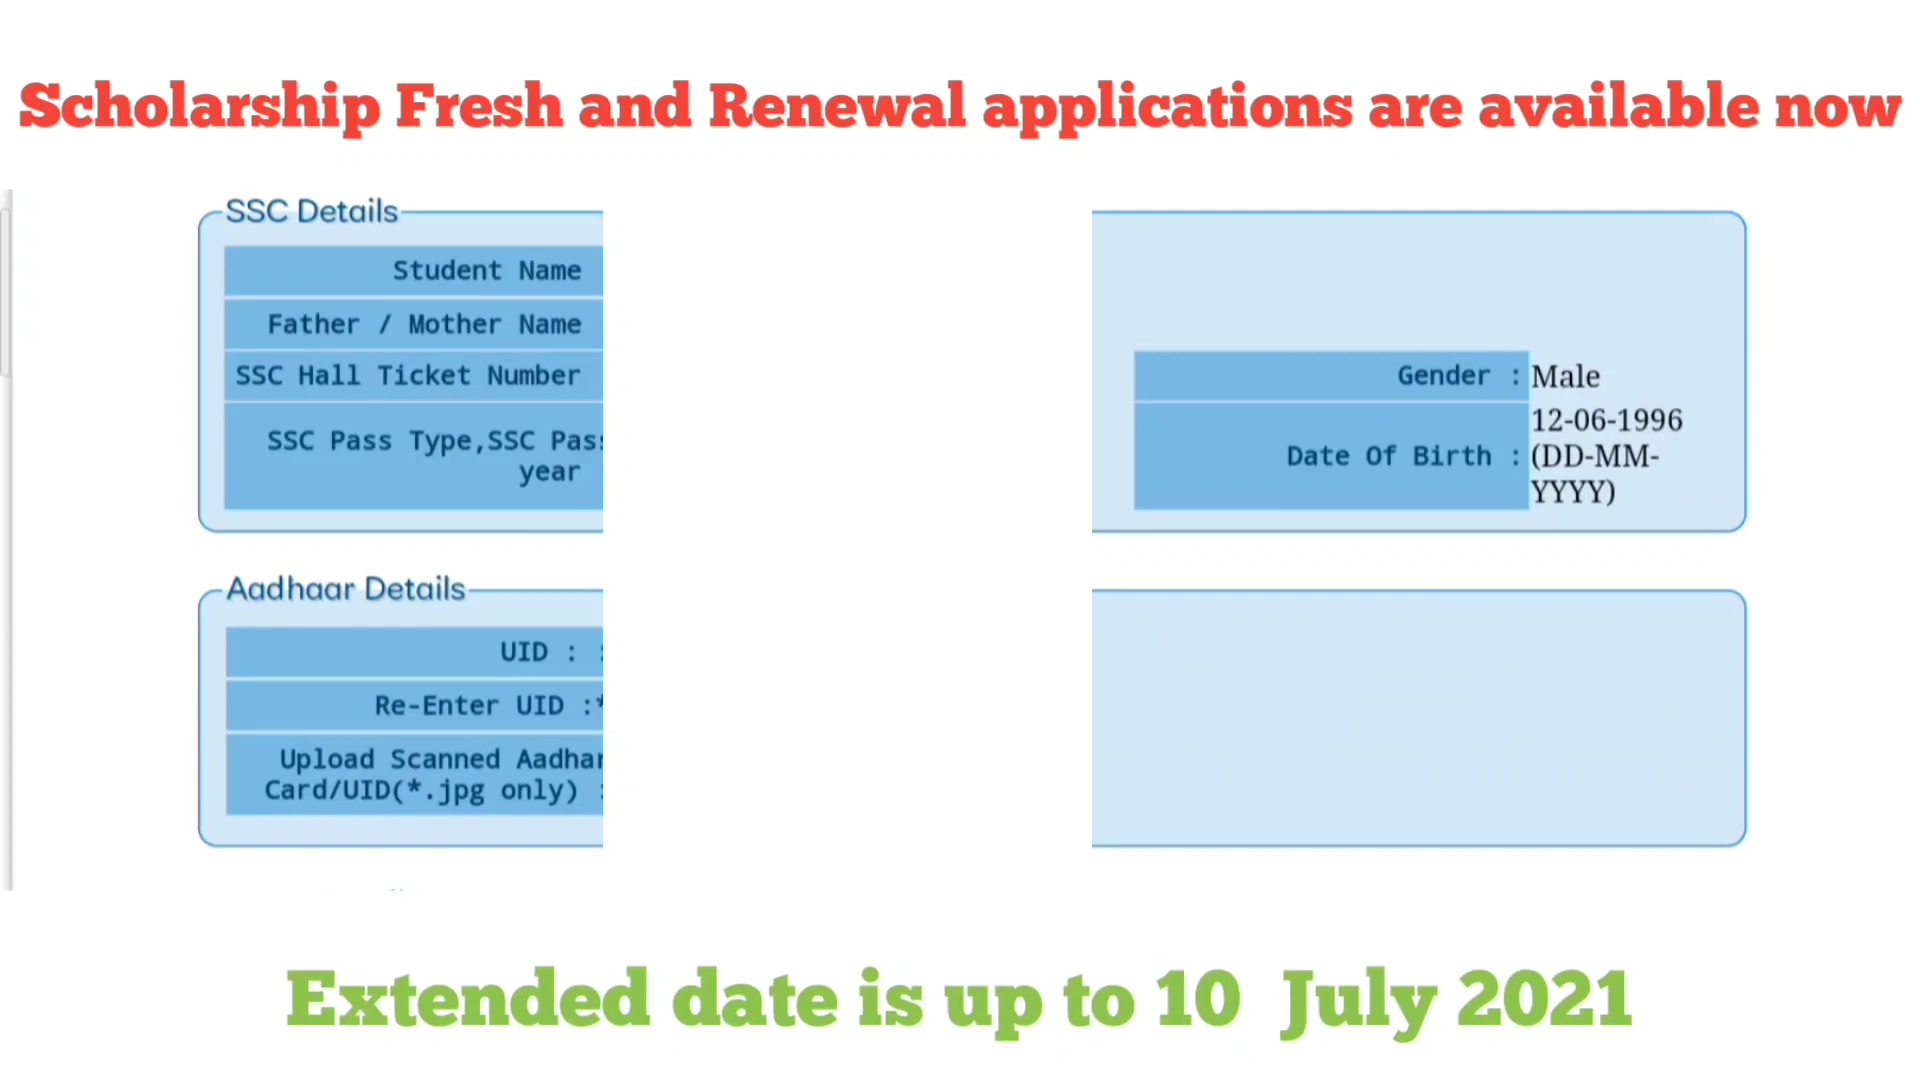 Scholarship Fresh and Renewal applications are available now
SSC Details
Student Name
Father / Mother Name
SSC Hall Ticket Number
Gender : Male
SSC Pass Type,SSC Pass
year
Date Of Birth : 12-06-1996
(DD-MM-
YYYY)
Aadhaar Details
UID : :
Re-Enter UID :*
Upload Scanned Aadhar
Card/UID(*.jpg only) :
Extended date is up to 10 July 2021